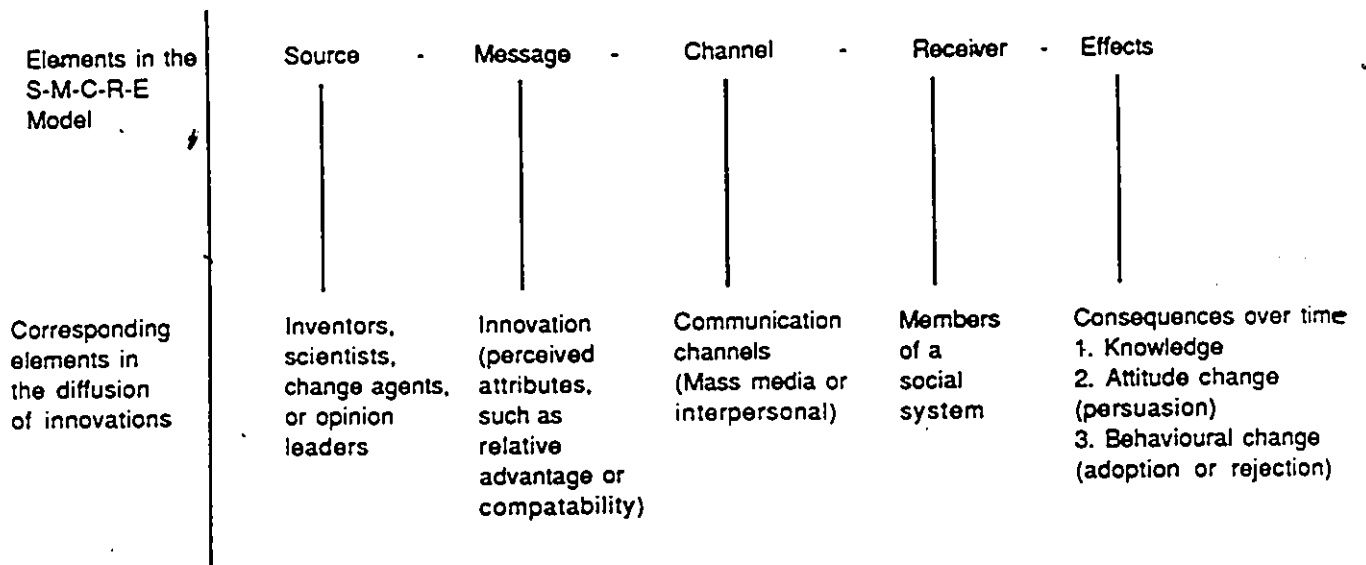 Elements in the
S-M-C-R-E
Model
Source - Message - Channel - Receiver - Effects
Corresponding
elements in
the diffusion
of innovations
Inventors,
scientists,
change agents,
or opinion
leaders
Innovation
(perceived
attributes,
such as
relative
advantage or
compatability)
Communication
channels
(Mass media or
interpersonal)
Members
of a
social
system
Consequences over time
1. Knowledge
2. Attitude change
(persuasion)
3. Behavioural change
(adoption or rejection)